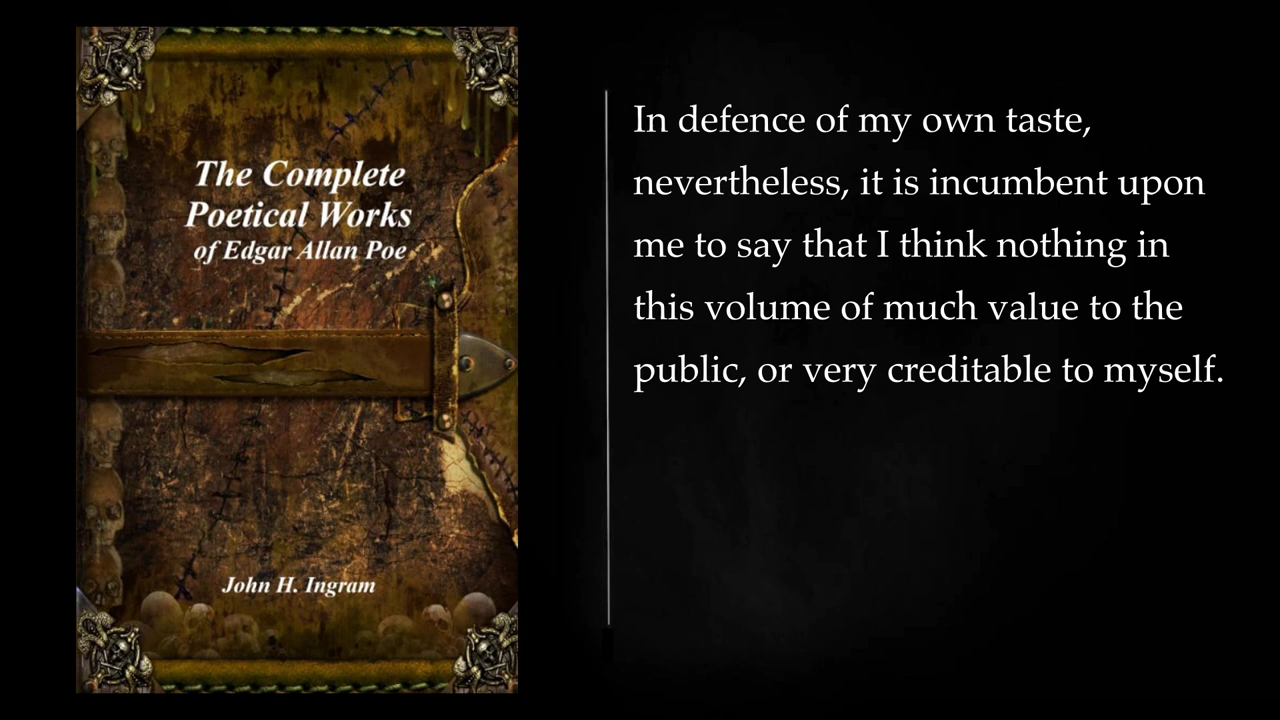 The Complete
Poetical Works
of Edgar Allan Poe
John H. Ingram
In defence of my own taste,
nevertheless, it is incumbent upon
me to say that I think nothing in
this volume of much value to the
public, or very creditable to myself.